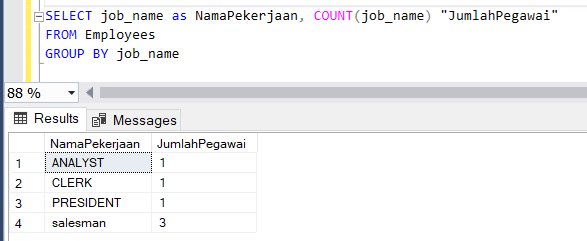 SELECT job_name as NamaPekerjaan, COUNT(job_name) "JumlahPegawai"
FROM Employees
GROUP BY job_name
88 %
Results Messages
NamaPekerjaan JumlahPegawai
1 ANALYST 1
2 CLERK 1
3 PRESIDENT 1
4 salesman 3